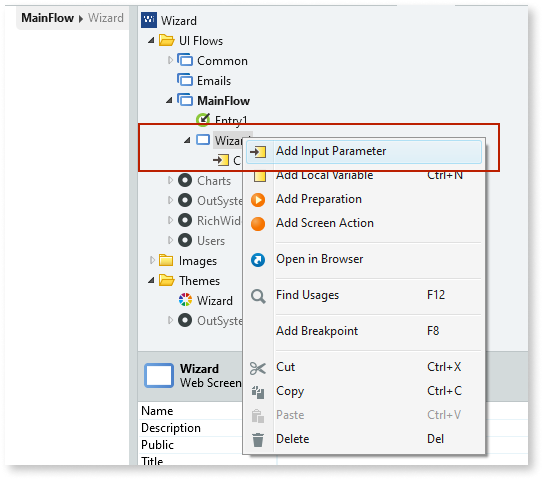 MainFlow Wizard
Wizard
UI Flows
Common
Emails
MainFlow
Entry1
Wizard
C
Charts
OutSyste
RichWid
Users
Images
Themes
Wizard
OutSyste
Add Input Parameter
Add Local Variable Ctrl+N
Add Preparation
Add Screen Action
Open in Browser
Find Usages F12
Add Breakpoint F8
Cut Ctrl+X
Copy Ctrl+C
Paste Ctrl+V
Delete Del
Wizard
Web Screen
Name
Description
Public
Title